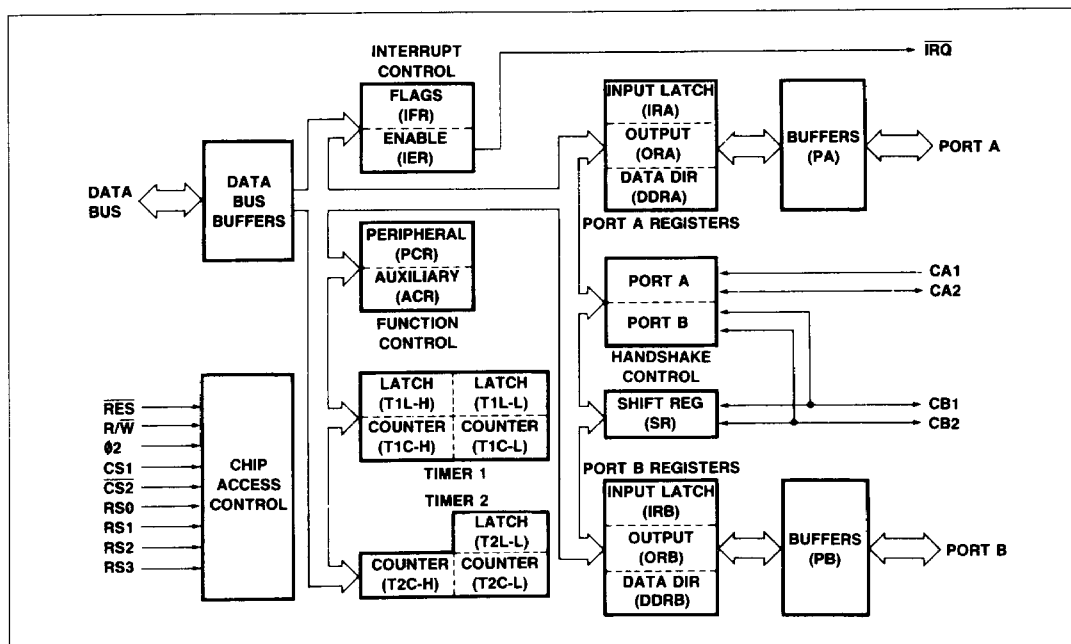 INTERRUPT CONTROL
FLAGS
(IFR)
ENABLE
(IER)
I̅R̅Q̅
INPUT LATCH
(IRA)
OUTPUT
(ORA)
DATA DIR
(DDRA)
PORT A REGISTERS
BUFFERS
(PA)
PORT A
DATA
BUS
DATA
BUS
BUFFERS
PERIPHERAL
(PCR)
AUXILIARY
(ACR)
FUNCTION
CONTROL
PORT A
PORT B
HANDSHAKE
CONTROL
CA1
CA2
LATCH
(T1L-H)
LATCH
(T1L-L)
COUNTER
(T1C-H)
COUNTER
(T1C-L)
TIMER 1
SHIFT REG
(SR)
CB1
CB2
R̅E̅S̅
R/W̅
ϕ2
CS1
C̅S̅2̅
RS0
RS1
RS2
RS3
CHIP
ACCESS
CONTROL
TIMER 2
LATCH
(T2L-L)
COUNTER
(T2C-H)
COUNTER
(T2C-L)
PORT B REGISTERS
INPUT LATCH
(IRB)
OUTPUT
(ORB)
DATA DIR
(DDRB)
BUFFERS
(PB)
PORT B